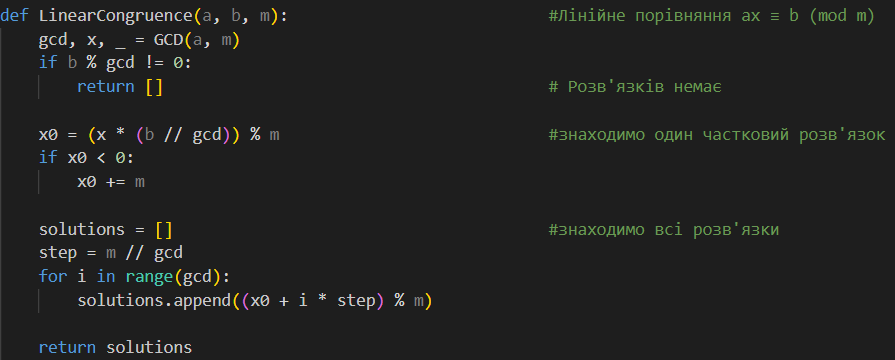 def LinearCongruence(a, b, m): #Лінійне порівняння ax ≡ b (mod m)
gcd, x, _ = GCD(a, m)
if b % gcd != 0:
return [] # Розв'язків немає
x0 = (x * (b // gcd)) % m #знаходимо один частковий розв'язок
if x0 < 0:
x0 += m
solutions = [] #знаходимо всі розв'язки
step = m // gcd
for i in range(gcd):
solutions.append((x0 + i * step) % m)
return solutions